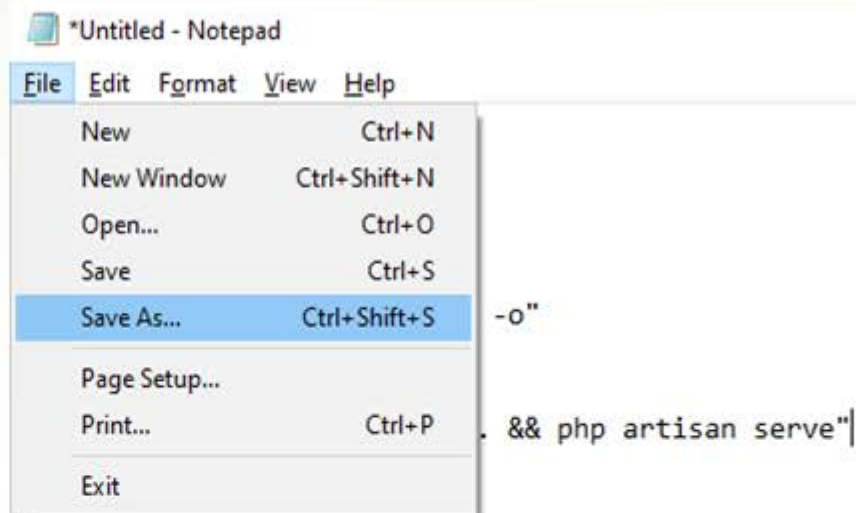 *Untitled - Notepad
File Edit Format View Help
New Ctrl+N
New Window Ctrl+Shift+N
Open... Ctrl+O
Save Ctrl+S
Save As... Ctrl+Shift+S
-o"
Page Setup...
Print... Ctrl+P
. && php artisan serve"
Exit